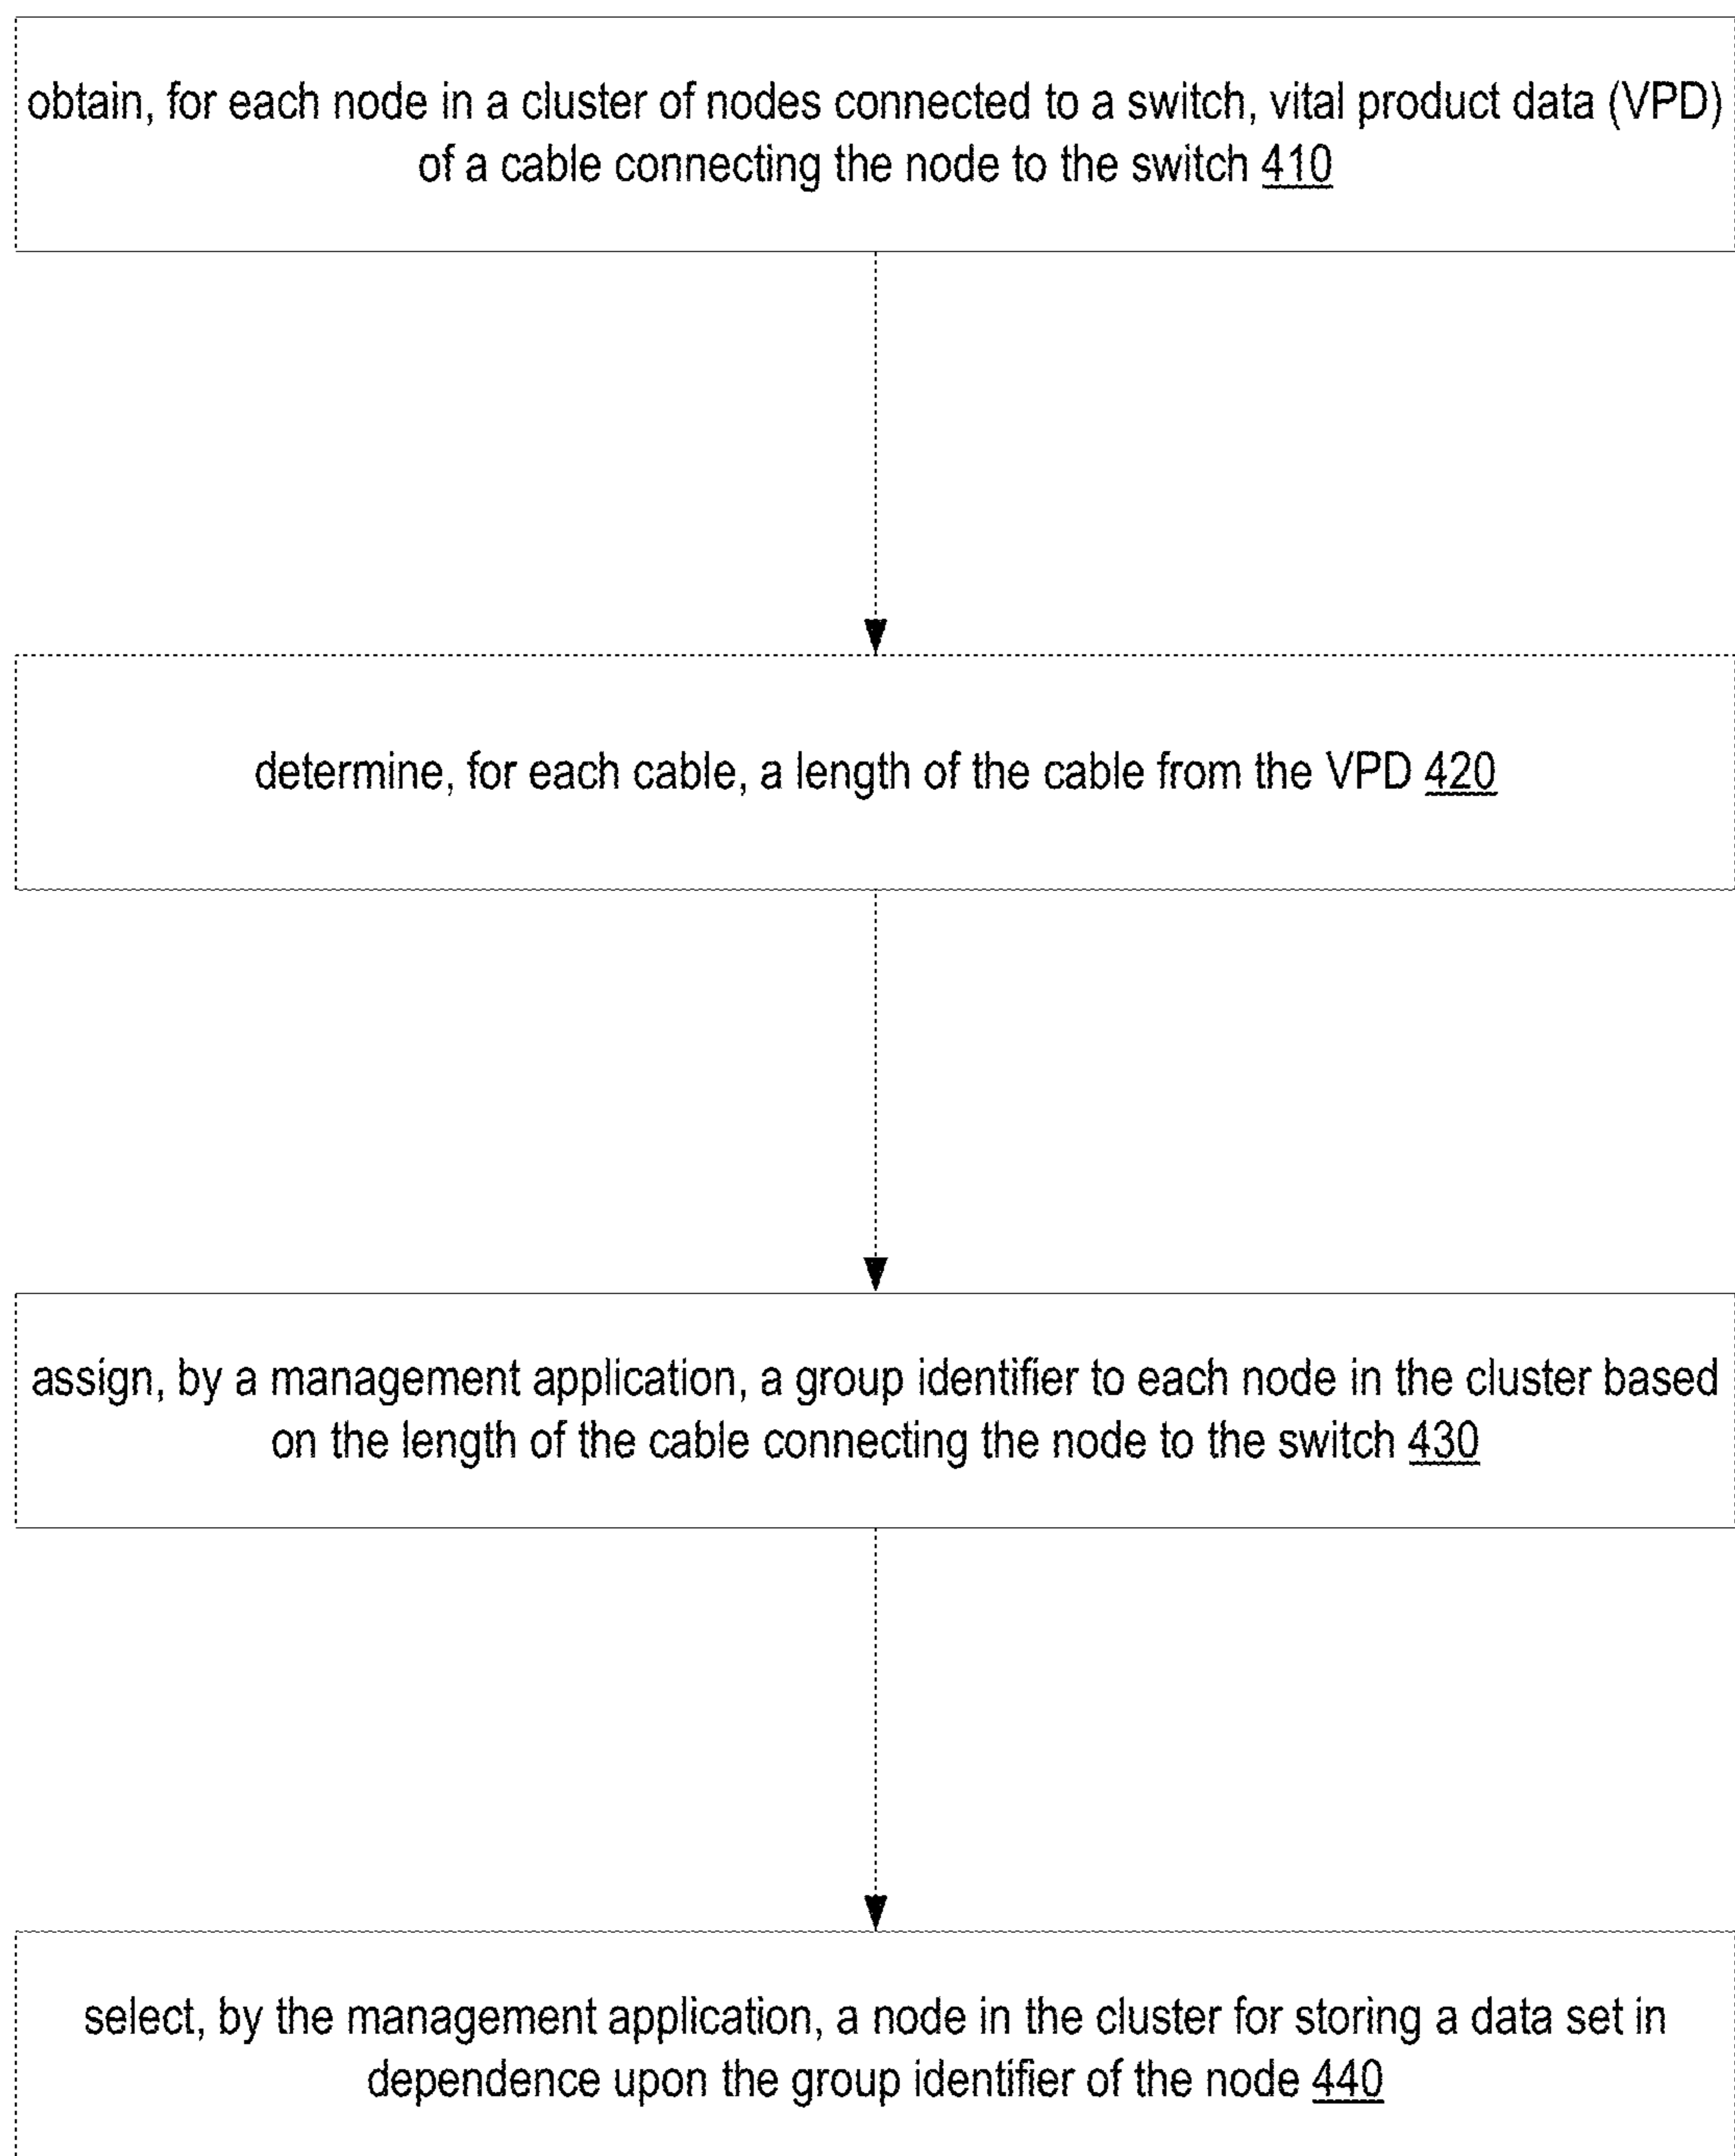 obtain, for each node in a cluster of nodes connected to a switch, vital product data (VPD)
of a cable connecting the node to the switch 410
determine, for each cable, a length of the cable from the VPD 420
assign, by a management application, a group identifier to each node in the cluster based
on the length of the cable connecting the node to the switch 430
select, by the management application, a node in the cluster for storing a data set in
dependence upon the group identifier of the node 440